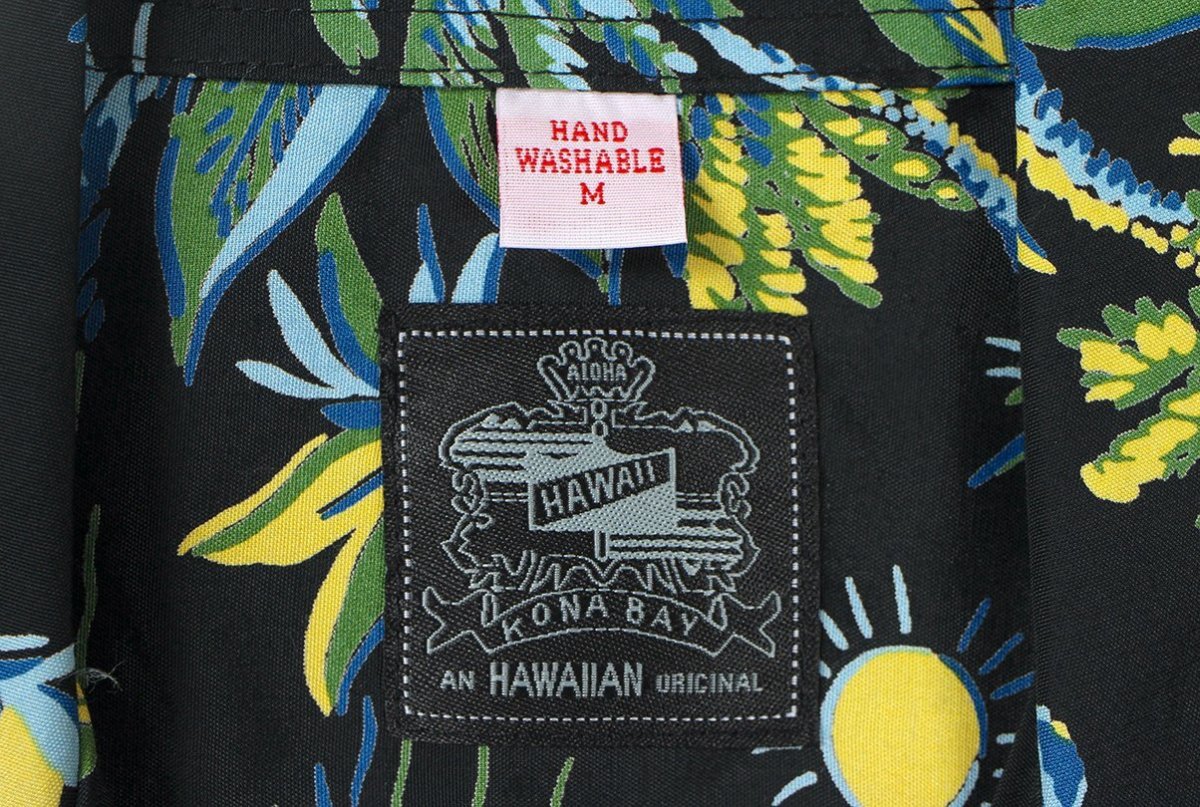 HAND
WASHABLE
M
ALOHA
HAWAII
KONA BAY
AN HAWAIIAN ORIGINAL